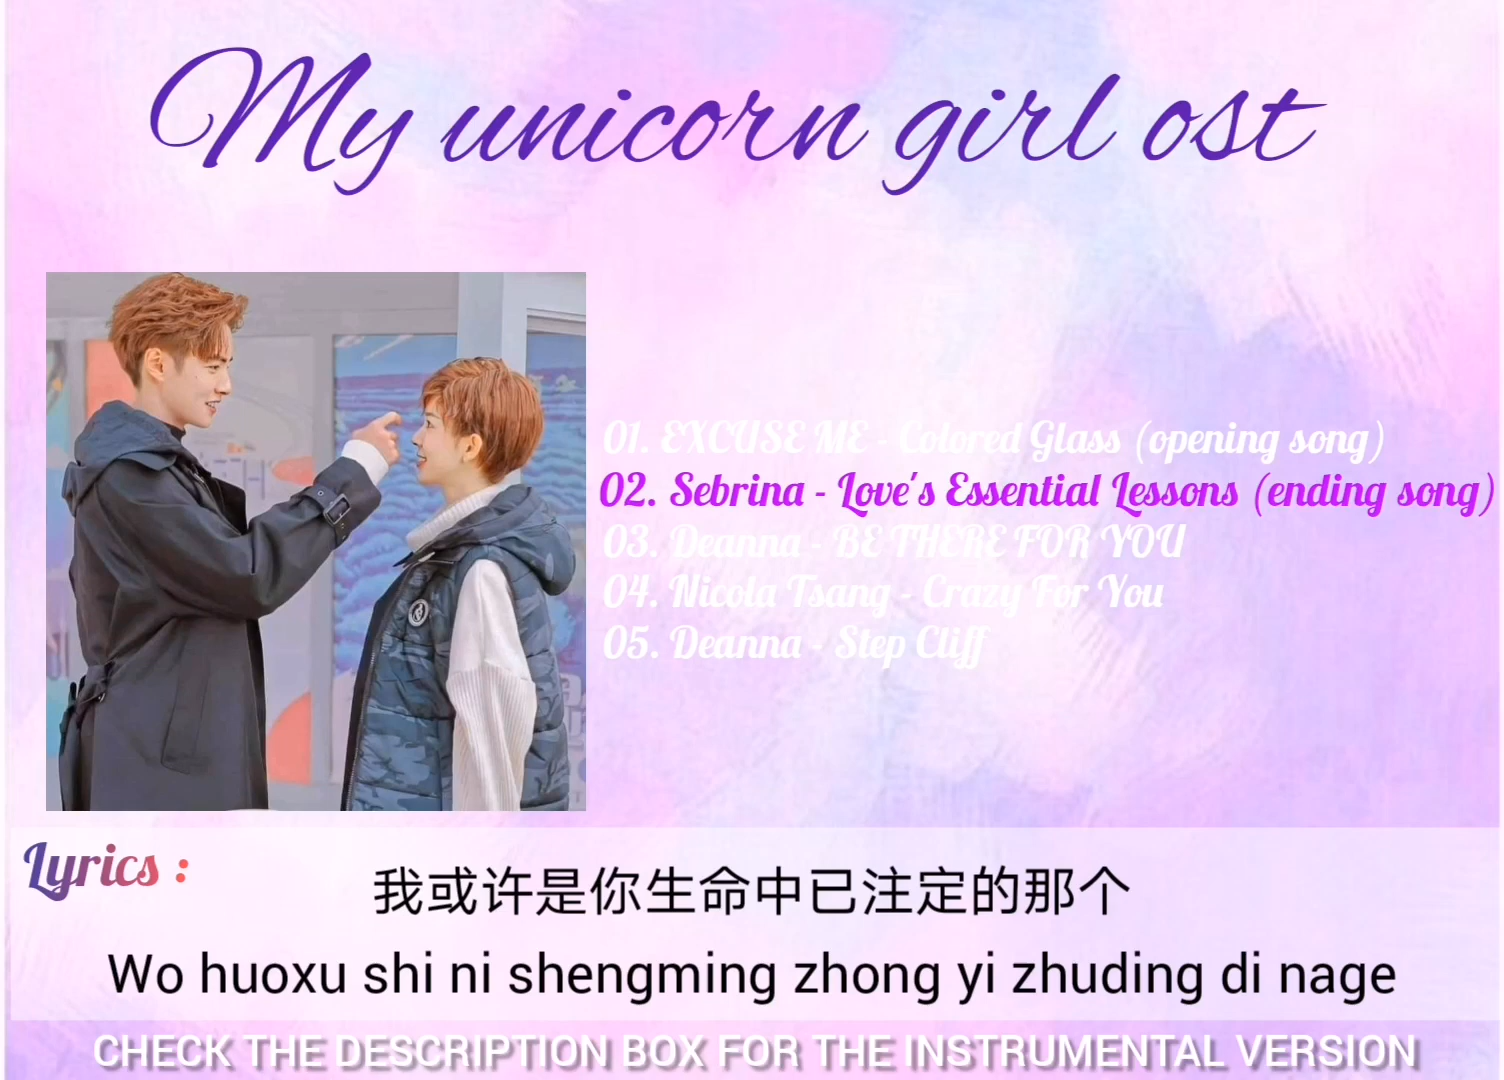 My unicorn girl ost
01. EXCUSE ME - Colored Glass (opening song)
02. Sebrina - Love's Essential Lessons (ending song)
03. Deanna - BE THERE FOR YOU
04. Nicola Tsang - Crazy For You
05. Deanna - Step Cliff
Lyrics :
我或许是你生命中已注定的那个
Wo huoxu shi ni shengming zhong yi zhuding di nage
CHECK THE DESCRIPTION BOX FOR THE INSTRUMENTAL VERSION